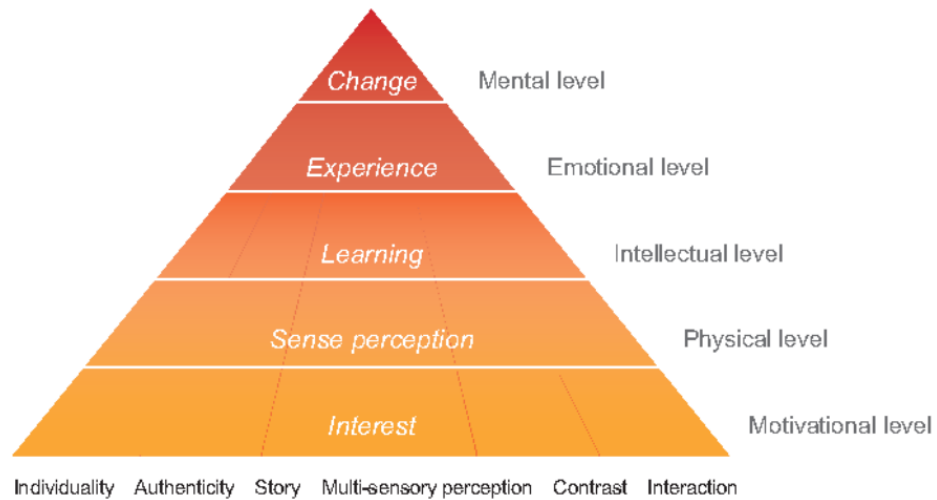 Change Mental level
Experience Emotional level
Learning Intellectual level
Sense perception Physical level
Interest Motivational level
Individuality Authenticity Story Multi-sensory perception Contrast Interaction